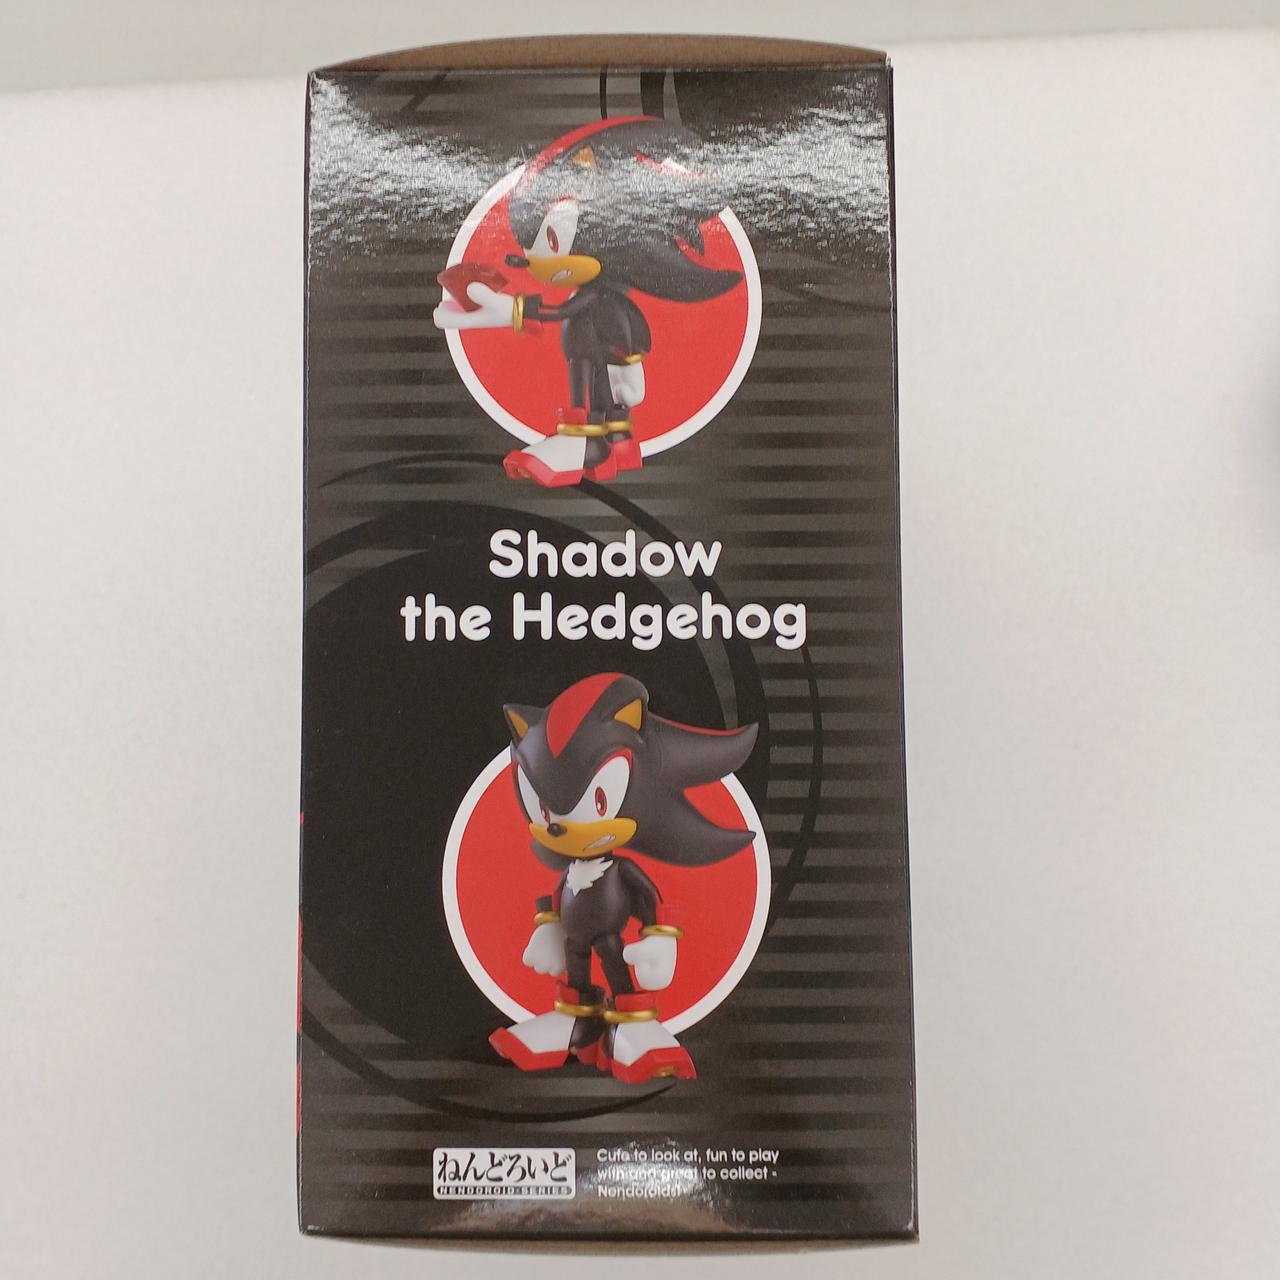 Shadow
the Hedgehog
ねんどろいど
NENDOROID SERIES
Cute to look at, fun to play
with and great to collect -
Nendoroids!